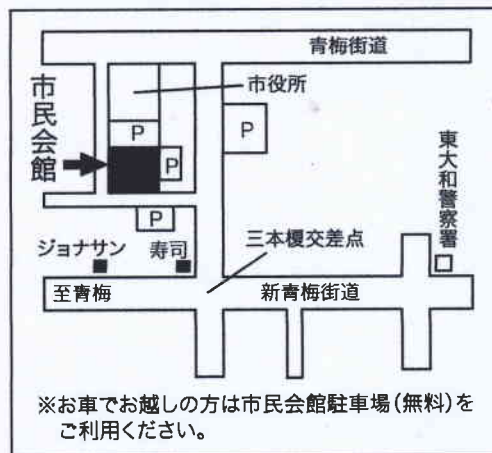 青梅街道
市役所
市民会館
P
P
P
P
東大和警察署
ジョナサン
寿司
三本榎交差点
至青梅
新青梅街道
※お車でお越しの方は市民会館駐車場(無料)を
ご利用ください。